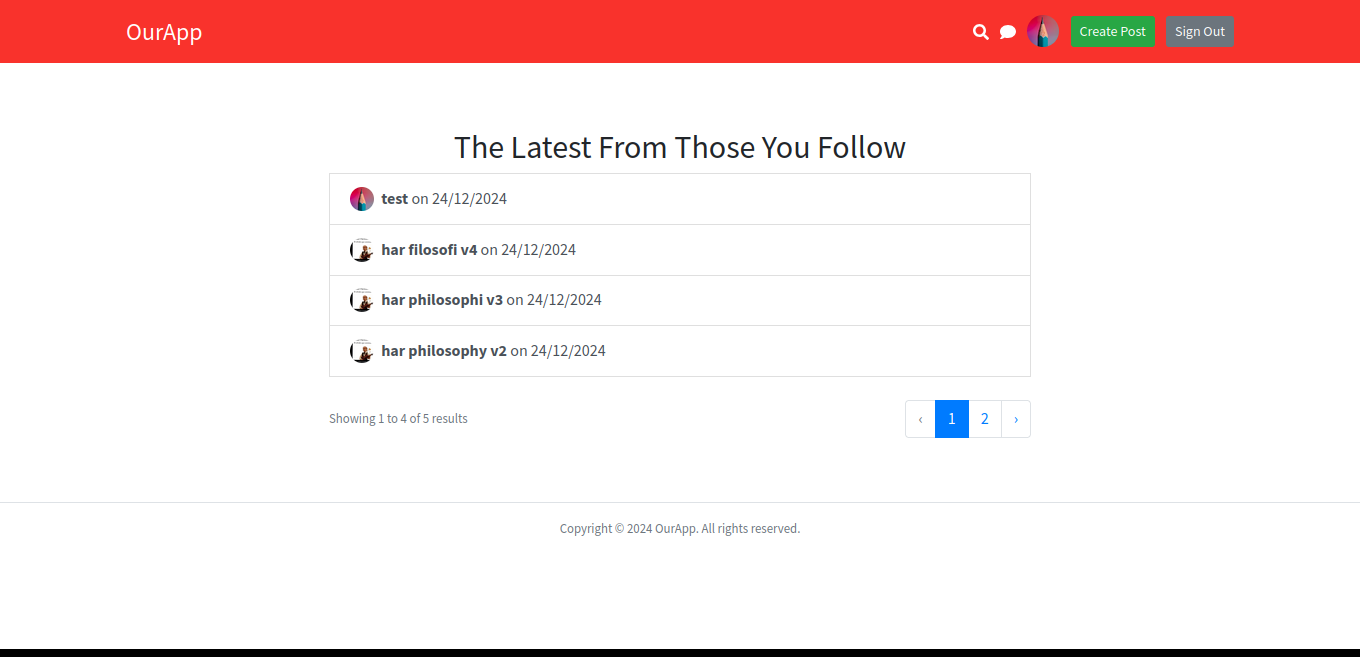 OurApp
Create Post
Sign Out
The Latest From Those You Follow
test on 24/12/2024
har filosofi v4 on 24/12/2024
har philosophi v3 on 24/12/2024
har philosophy v2 on 24/12/2024
Showing 1 to 4 of 5 results
‹ 1 2 ›
Copyright © 2024 OurApp. All rights reserved.